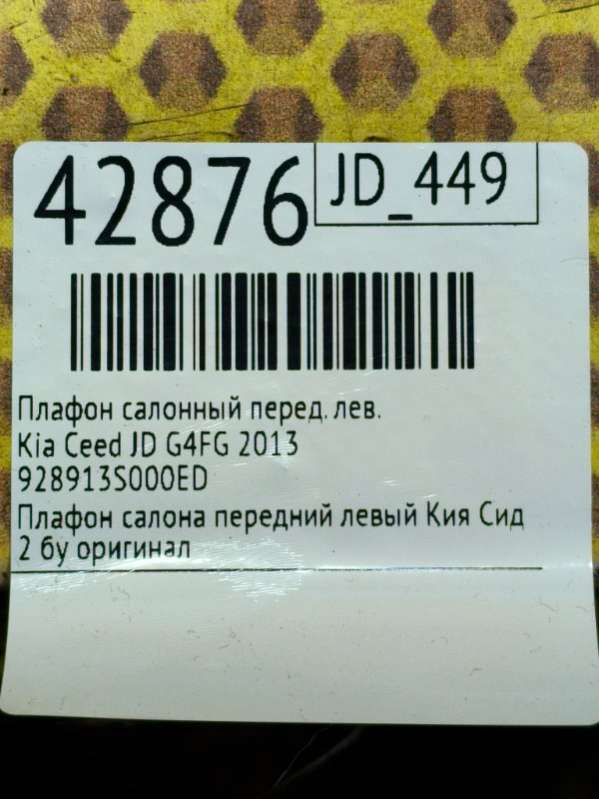 42876
JD_449
Плафон салонный перед. лев.
Kia Ceed JD G4FG 2013
928913S000ED
Плафон салона передний левый Кия Сид
2 бу оригинал